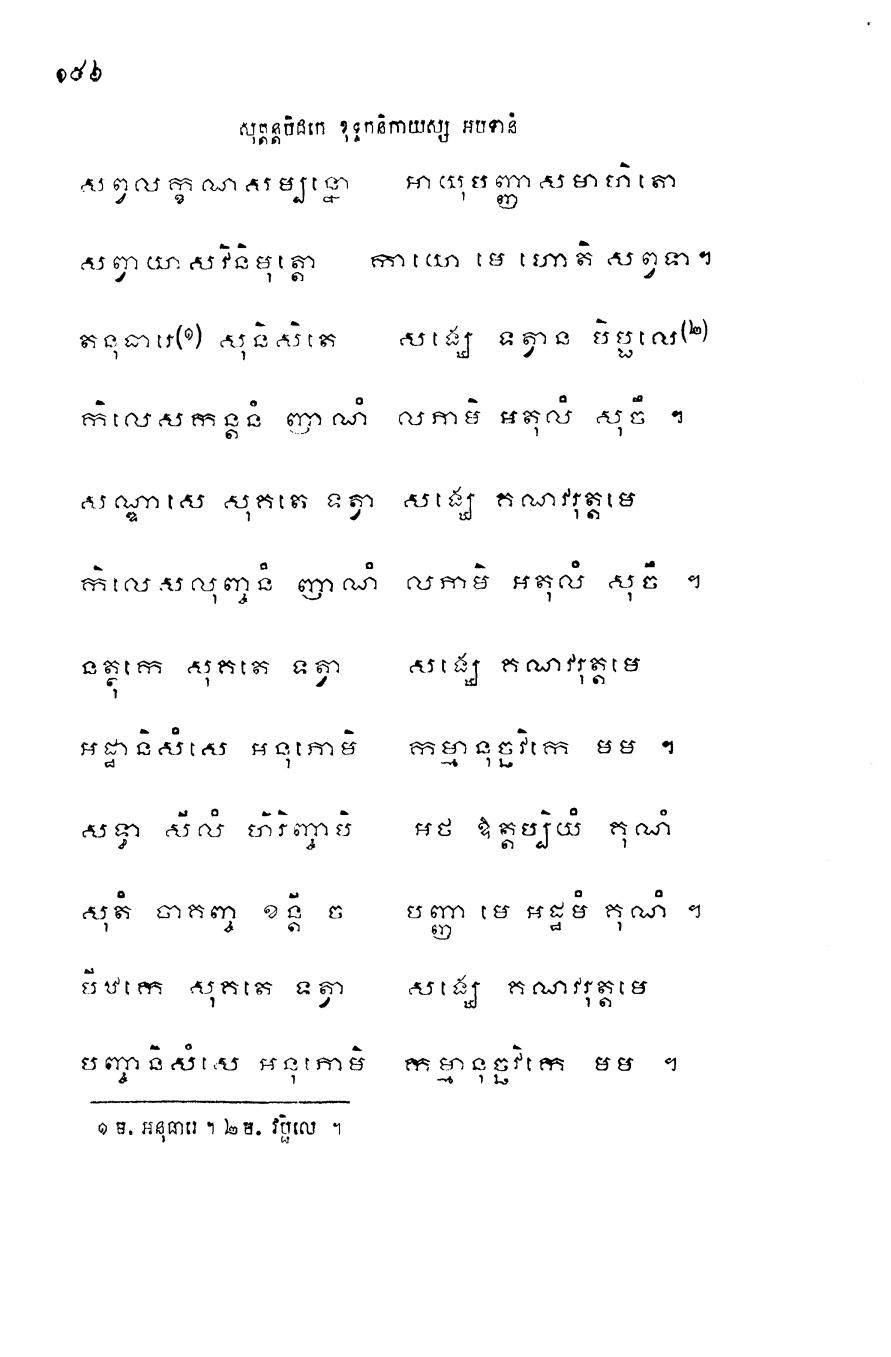 ១៥៦
សុត្តន្តបិដកេ ខុទ្ទកនិកាយស្ស អបទានំ
សព្វលក្ខណសម្បន្នោ អាយុបញ្ញាសមាហិតោ
សព្វាយាសវិនិមុត្តោ កាយោ មេ ហោតិ សព្វទា។
តនុធារេ(១) សុនិសិតេ សង្ឃេ ទត្វាន បិប្ផលេ(២)
កិលេសកន្តនំ ញាណំ លភាមិ អតុលំ សុចឹ ។
សណ្ឌាសេ សុគតេ ទត្វា សង្ឃេ គណវរុត្តមេ
កិលេសលុញ្ចនំ ញាណំ លភាមិ អតុលំ សុចឹ ។
នត្ថុកេ សុគតេ ទត្វា សង្ឃេ គណវរុត្តមេ
អដ្ឋានិសំសេ អនុភោមិ កម្មានុច្ឆវិកេ មម ។
សទ្ធា សីលំ ហិរិញ្ចាបិ អថ ឱត្តប្បិយំ គុណំ
សុតំ ចាគញ្ច ខន្តឹ ច បញ្ញា មេ អដ្ឋមំ គុណំ ។
បីឋកេ សុគតេ ទត្វា សង្ឃេ គណវរុត្តមេ
បញ្ចានិសំសេ អនុភោមិ កម្មានុច្ឆវិកេ មម ។
១ ម. អនុធារេ ។ ២ ម. វប្ផិលេ ។